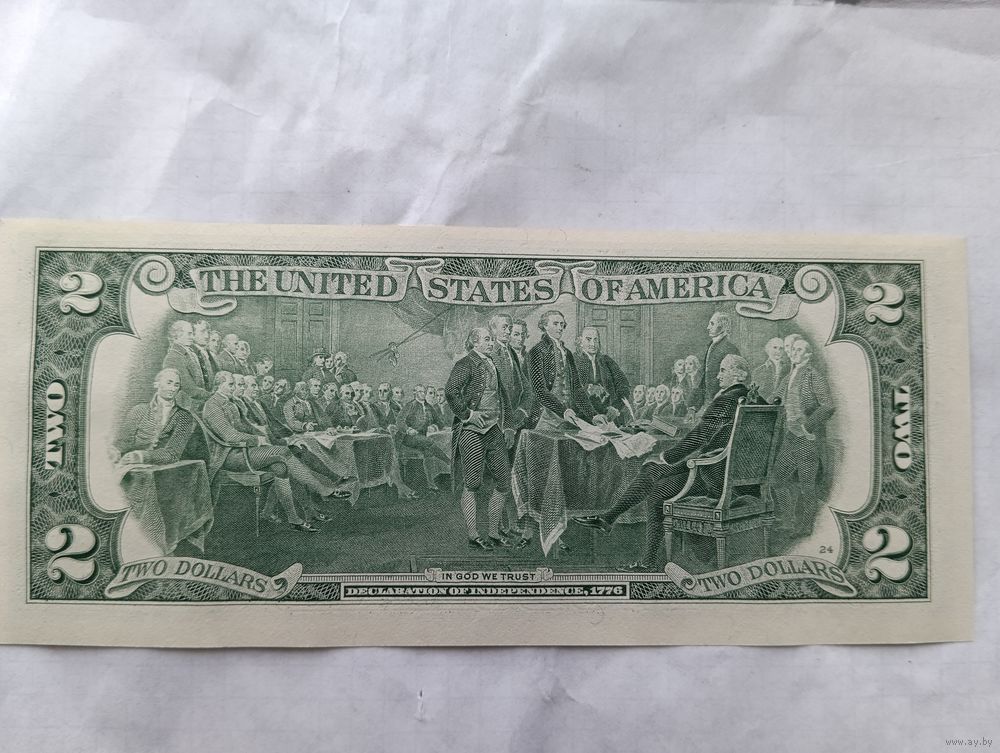 2 THE UNITED STATES OF AMERICA 2
TWO TWO
24
2 TWO DOLLARS IN GOD WE TRUST TWO DOLLARS 2
DECLARATION OF INDEPENDENCE, 1776
www.ay.by